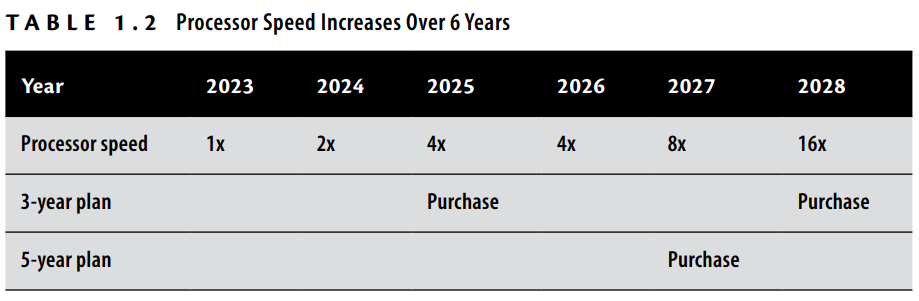 TABLE 1.2 Processor Speed Increases Over 6 Years
Year 2023 2024 2025 2026 2027 2028
Processor speed 1x 2x 4x 4x 8x 16x
3-year plan Purchase Purchase
5-year plan Purchase